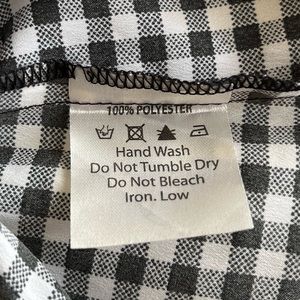 100% POLYESTER
Hand Wash
Do Not Tumble Dry
Do Not Bleach
Iron. Low